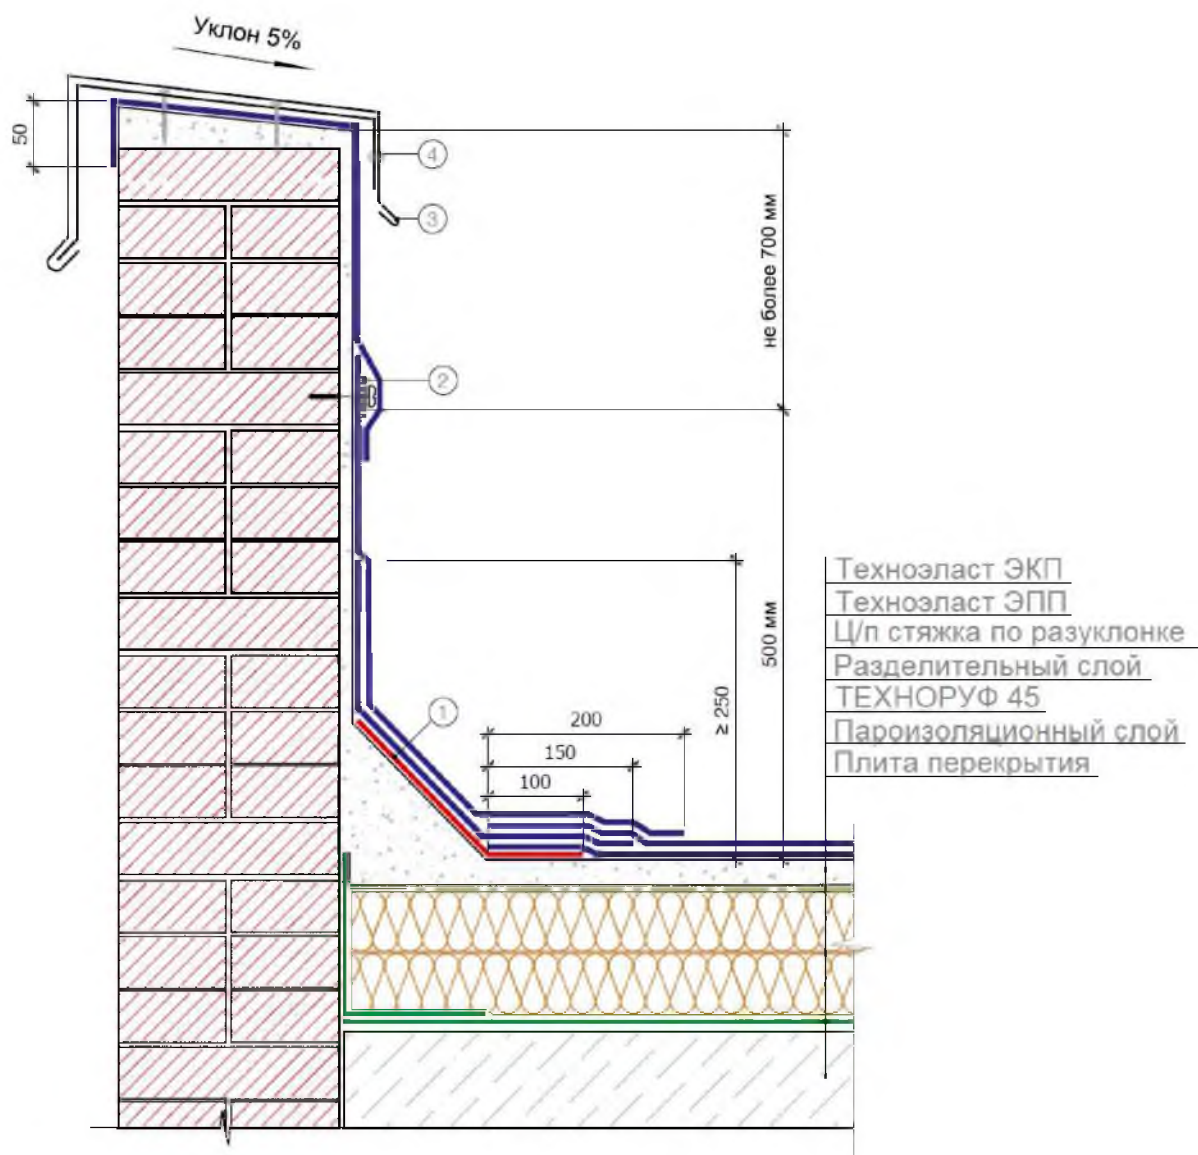 Уклон 5%
50
4
3
не более 700 мм
2
500 мм
≥ 250
1
200
150
100
Техноэласт ЭКП
Техноэласт ЭПП
Ц/п стяжка по разуклонке
Разделительный слой
ТЕХНОРУФ 45
Пароизоляционный слой
Плита перекрытия